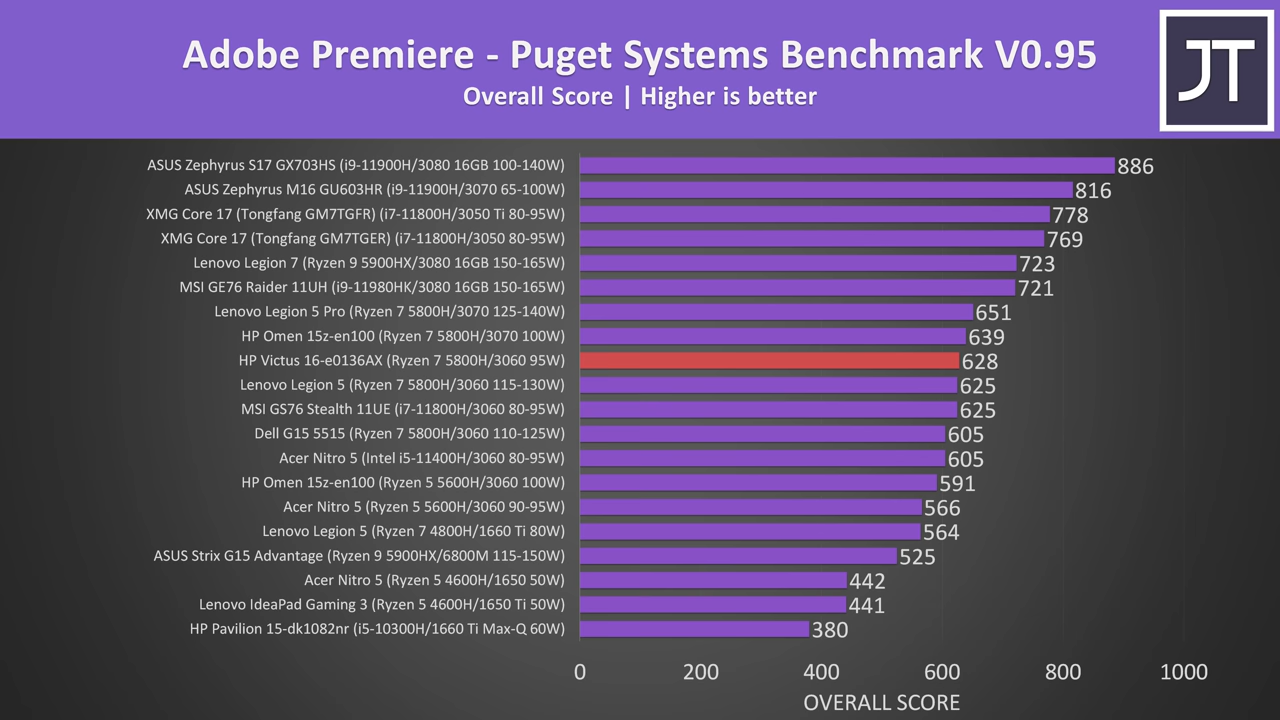 Adobe Premiere - Puget Systems Benchmark V0.95
Overall Score | Higher is better
JT
ASUS Zephyrus S17 GX703HS (i9-11900H/3080 16GB 100-140W) 886
ASUS Zephyrus M16 GU603HR (i9-11900H/3070 65-100W) 816
XMG Core 17 (Tongfang GM7TGFR) (i7-11800H/3050 Ti 80-95W) 778
XMG Core 17 (Tongfang GM7TGER) (i7-11800H/3050 80-95W) 769
Lenovo Legion 7 (Ryzen 9 5900HX/3080 16GB 150-165W) 723
MSI GE76 Raider 11UH (i9-11980HK/3080 16GB 150-165W) 721
Lenovo Legion 5 Pro (Ryzen 7 5800H/3070 125-140W) 651
HP Omen 15z-en100 (Ryzen 7 5800H/3070 100W) 639
HP Victus 16-e0136AX (Ryzen 7 5800H/3060 95W) 628
Lenovo Legion 5 (Ryzen 7 5800H/3060 115-130W) 625
MSI GS76 Stealth 11UE (i7-11800H/3060 80-95W) 625
Dell G15 5515 (Ryzen 7 5800H/3060 110-125W) 605
Acer Nitro 5 (Intel i5-11400H/3060 80-95W) 605
HP Omen 15z-en100 (Ryzen 5 5600H/3060 100W) 591
Acer Nitro 5 (Ryzen 5 5600H/3060 90-95W) 566
Lenovo Legion 5 (Ryzen 7 4800H/1660 Ti 80W) 564
ASUS Strix G15 Advantage (Ryzen 9 5900HX/6800M 115-150W) 525
Acer Nitro 5 (Ryzen 5 4600H/1650 50W) 442
Lenovo IdeaPad Gaming 3 (Ryzen 5 4600H/1650 Ti 50W) 441
HP Pavilion 15-dk1082nr (i5-10300H/1660 Ti Max-Q 60W) 380
0 200 400 600 800 1000
OVERALL SCORE